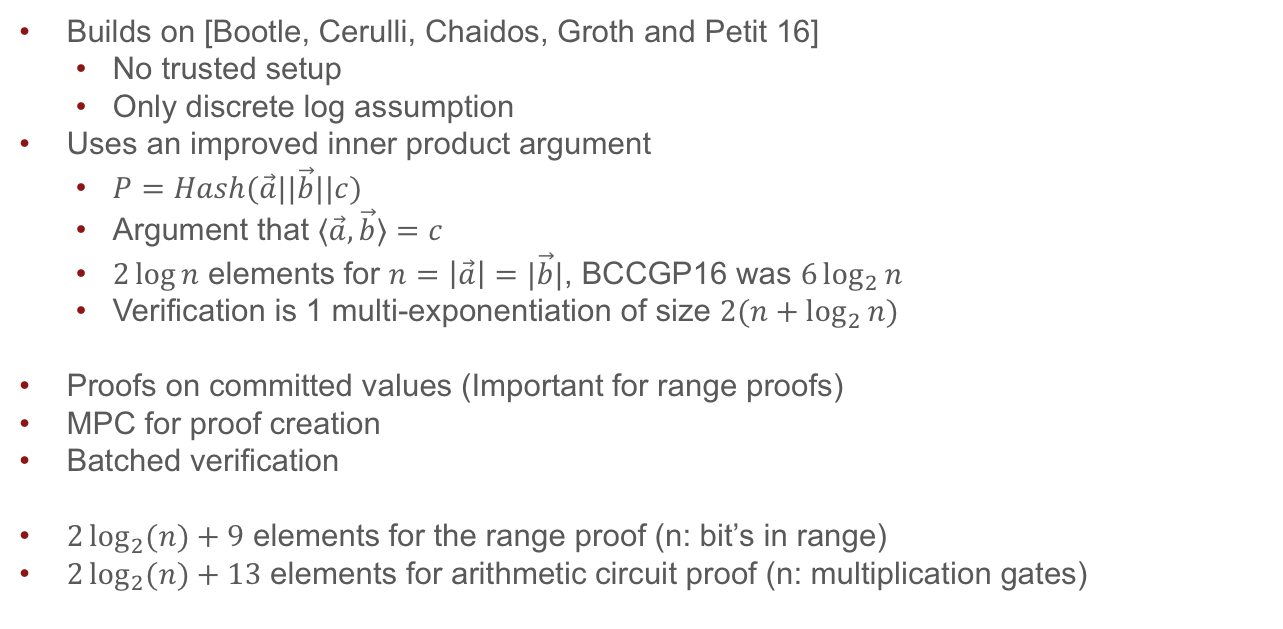 • Builds on [Bootle, Cerulli, Chaidos, Groth and Petit 16]
• No trusted setup
• Only discrete log assumption
• Uses an improved inner product argument
• P = Hash(a⃗||b⃗||c)
• Argument that ⟨a⃗, b⃗⟩ = c
• 2 log n elements for n = |a⃗| = |b⃗|, BCCGP16 was 6 log₂ n
• Verification is 1 multi-exponentiation of size 2(n + log₂ n)
• Proofs on committed values (Important for range proofs)
• MPC for proof creation
• Batched verification
• 2 log₂(n) + 9 elements for the range proof (n: bit’s in range)
• 2 log₂(n) + 13 elements for arithmetic circuit proof (n: multiplication gates)